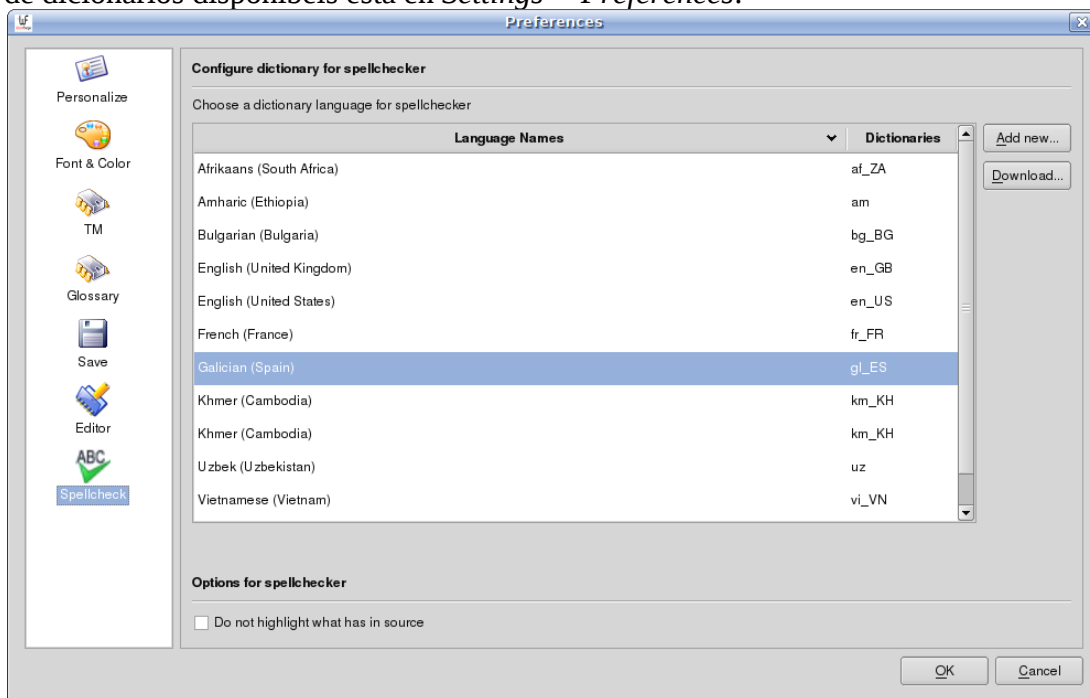 de dicionarios dispoñíbeis está en Settings Preferences.
Preferences
Personalize
Font & Color
TM
Glossary
Save
Editor
ABC
Spellcheck
Configure dictionary for spellchecker
Choose a dictionary language for spellchecker
Language Names Dictionaries
Afrikaans (South Africa) af_ZA
Amharic (Ethiopia) am
Bulgarian (Bulgaria) bg_BG
English (United Kingdom) en_GB
English (United States) en_US
French (France) fr_FR
Galician (Spain) gl_ES
Khmer (Cambodia) km_KH
Khmer (Cambodia) km_KH
Uzbek (Uzbekistan) uz
Vietnamese (Vietnam) vi_VN
Add new...
Download...
Options for spellchecker
Do not highlight what has in source
OK Cancel